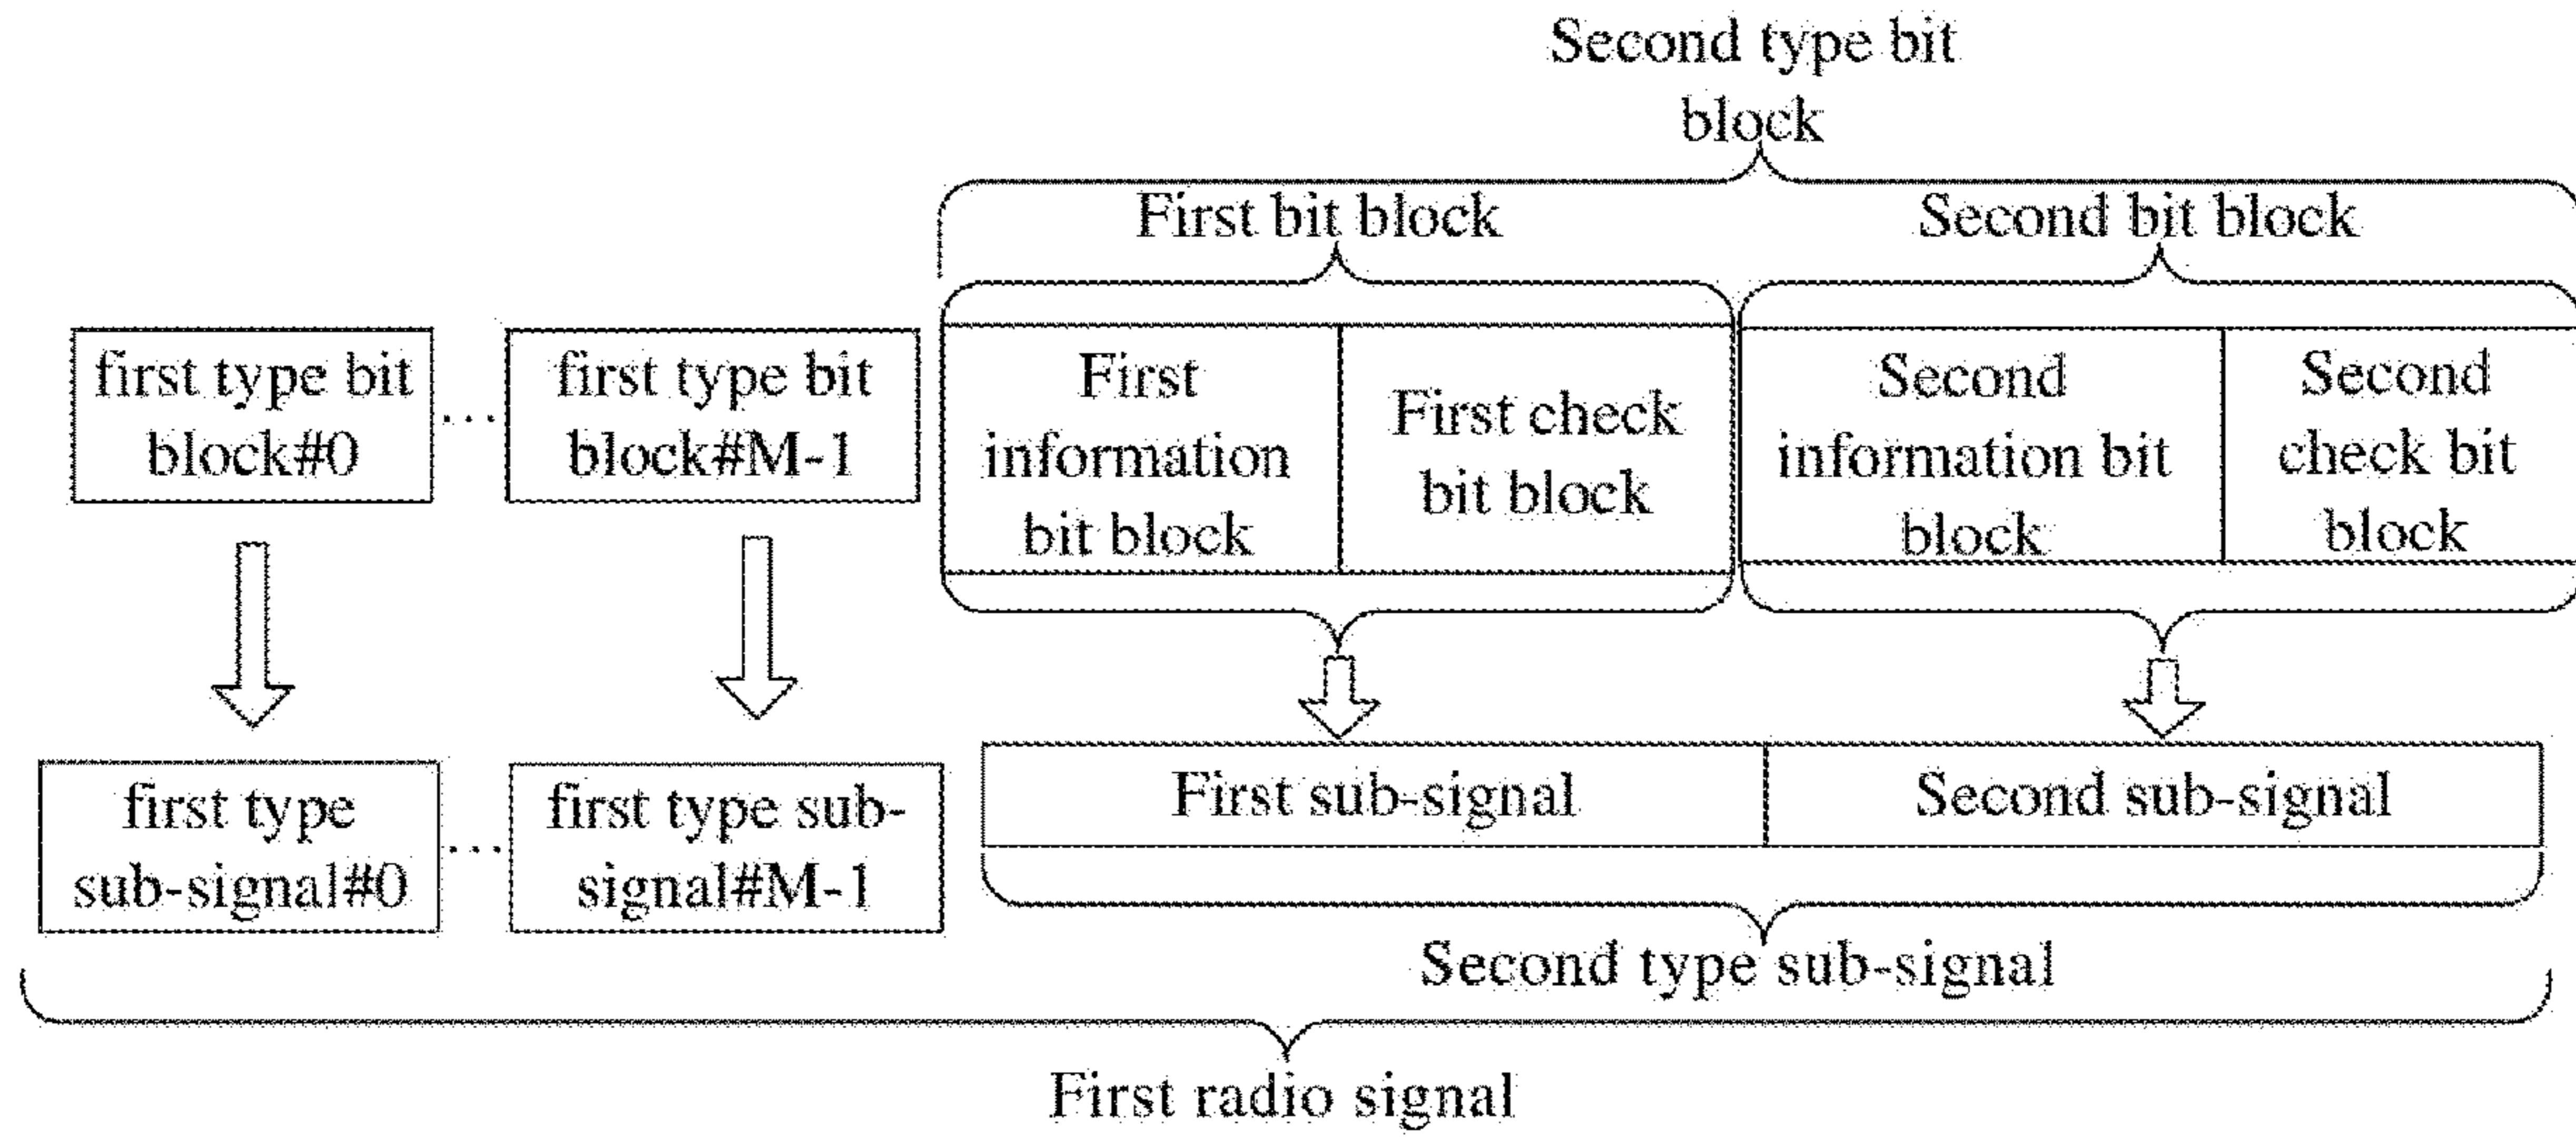 Second type bit
block
First bit block
Second bit block
first type bit
block#0
...
first type bit
block#M-1
First
information
bit block
First check
bit block
Second
information bit
block
Second
check bit
block
first type
sub-signal#0
...
first type sub-
signal#M-1
First sub-signal
Second sub-signal
Second type sub-signal
First radio signal